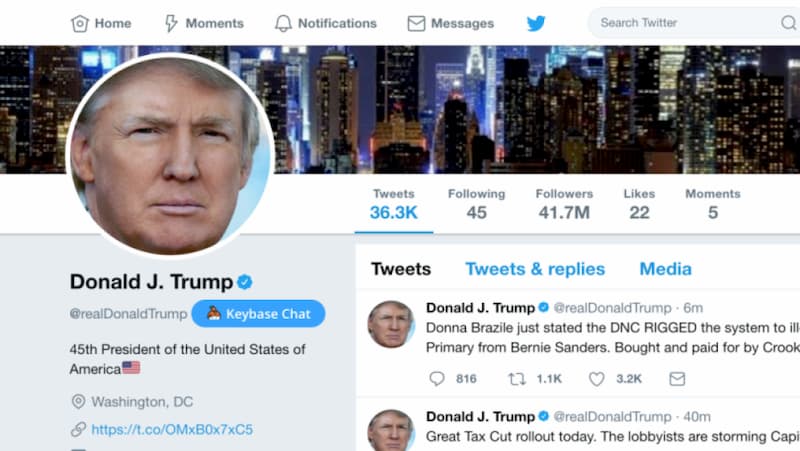 Home
Moments
Notifications
Messages
Search Twitter
Tweets
36.3K
Following
45
Followers
41.7M
Likes
22
Moments
5
Donald J. Trump
@realDonaldTrump
Keybase Chat
45th President of the United States of
America
Washington, DC
https://t.co/OMxB0x7xC5
Tweets
Tweets & replies
Media
Donald J. Trump @realDonaldTrump · 6m
Donna Brazile just stated the DNC RIGGED the system to ill
Primary from Bernie Sanders. Bought and paid for by Crook
816
1.1K
3.2K
Donald J. Trump @realDonaldTrump · 40m
Great Tax Cut rollout today. The lobbyists are storming Capi